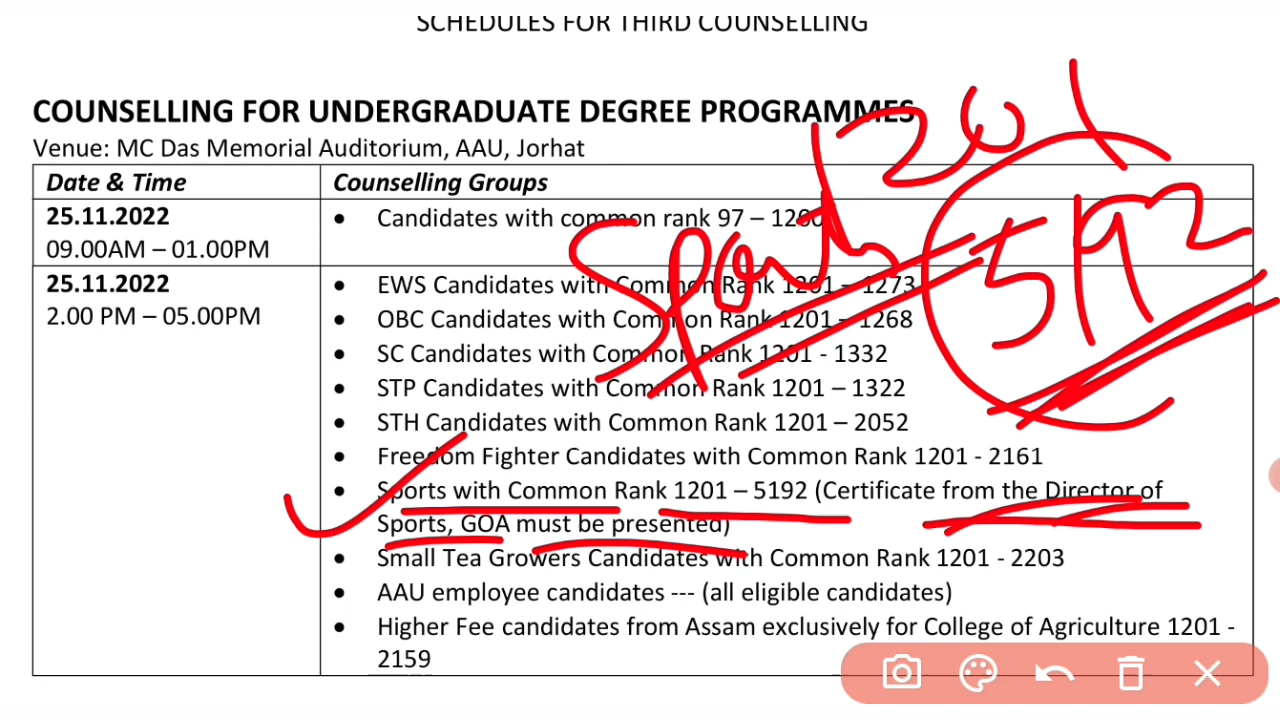 SCHEDULES FOR THIRD COUNSELLING
COUNSELLING FOR UNDERGRADUATE DEGREE PROGRAMMES
Venue: MC Das Memorial Auditorium, AAU, Jorhat
Date & Time
Counselling Groups
25.11.2022
09.00AM – 01.00PM
• Candidates with common rank 97 – 1200
25.11.2022
2.00 PM – 05.00PM
• EWS Candidates with Common Rank 1201 – 1273
• OBC Candidates with Common Rank 1201 – 1268
• SC Candidates with Common Rank 1201 - 1332
• STP Candidates with Common Rank 1201 – 1322
• STH Candidates with Common Rank 1201 – 2052
• Freedom Fighter Candidates with Common Rank 1201 - 2161
• Sports with Common Rank 1201 – 5192 (Certificate from the Director of
Sports, GOA must be presented)
• Small Tea Growers Candidates with Common Rank 1201 - 2203
• AAU employee candidates --- (all eligible candidates)
• Higher Fee candidates from Assam exclusively for College of Agriculture 1201 -
2159
5192